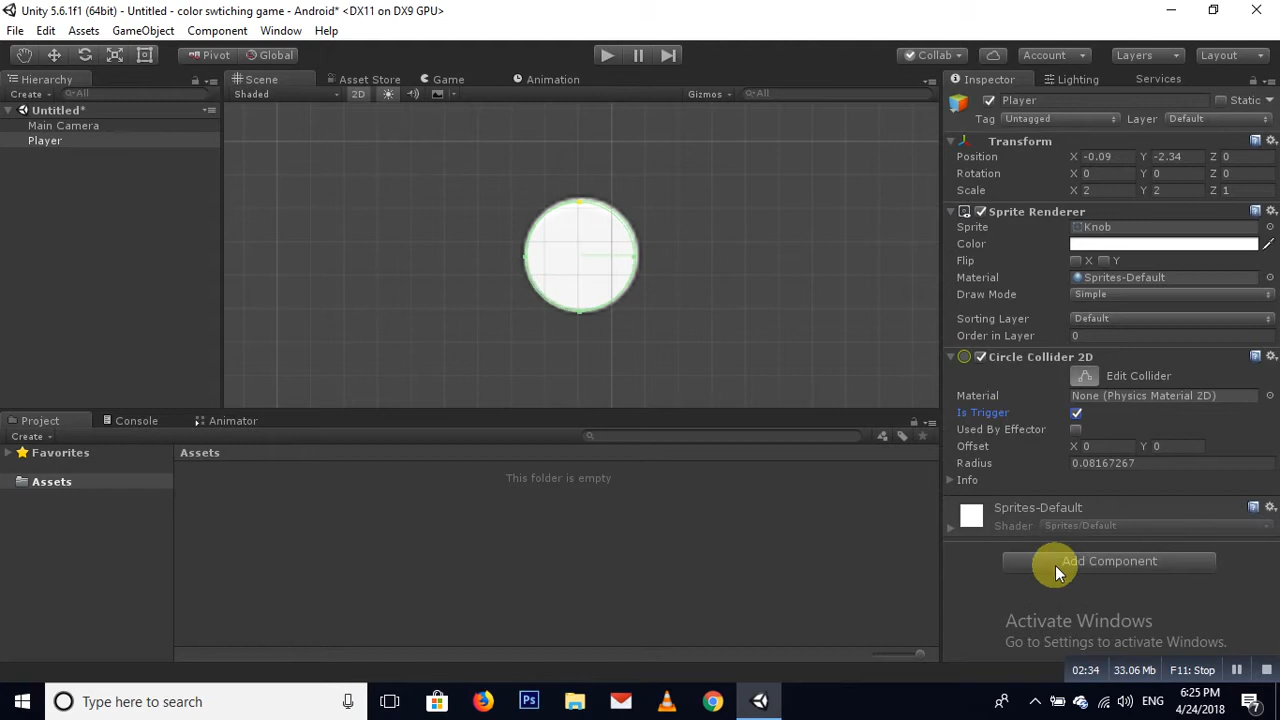 Unity 5.6.1f1 (64bit) - Untitled - color swtiching game - Android* <DX11 on DX9 GPU>
File Edit Assets GameObject Component Window Help
Pivot Global Collab Account Layers Layout
Hierarchy
Create All
Untitled*
Main Camera
Player
Scene Asset Store Game Animation
Shaded 2D Gizmos All
Inspector Lighting Services
Player Static
Tag Untagged Layer Default
Transform
Position X -0.09 Y -2.34 Z 0
Rotation X 0 Y 0 Z 0
Scale X 2 Y 2 Z 1
Sprite Renderer
Sprite Knob
Color
Flip X Y
Material Sprites-Default
Draw Mode Simple
Sorting Layer Default
Order in Layer 0
Circle Collider 2D
Edit Collider
Material None (Physics Material 2D)
Is Trigger
Used By Effector
Offset X 0 Y 0
Radius 0.08167267
Info
Sprites-Default
Shader Sprites/Default
Add Component
Project Console Animator
Create
Favorites
Assets
Assets
This folder is empty
Activate Windows
Go to Settings to activate Windows.
02:34 33.06 Mb F11: Stop
Type here to search
Ps
ENG
6:25 PM
4/24/2018
7